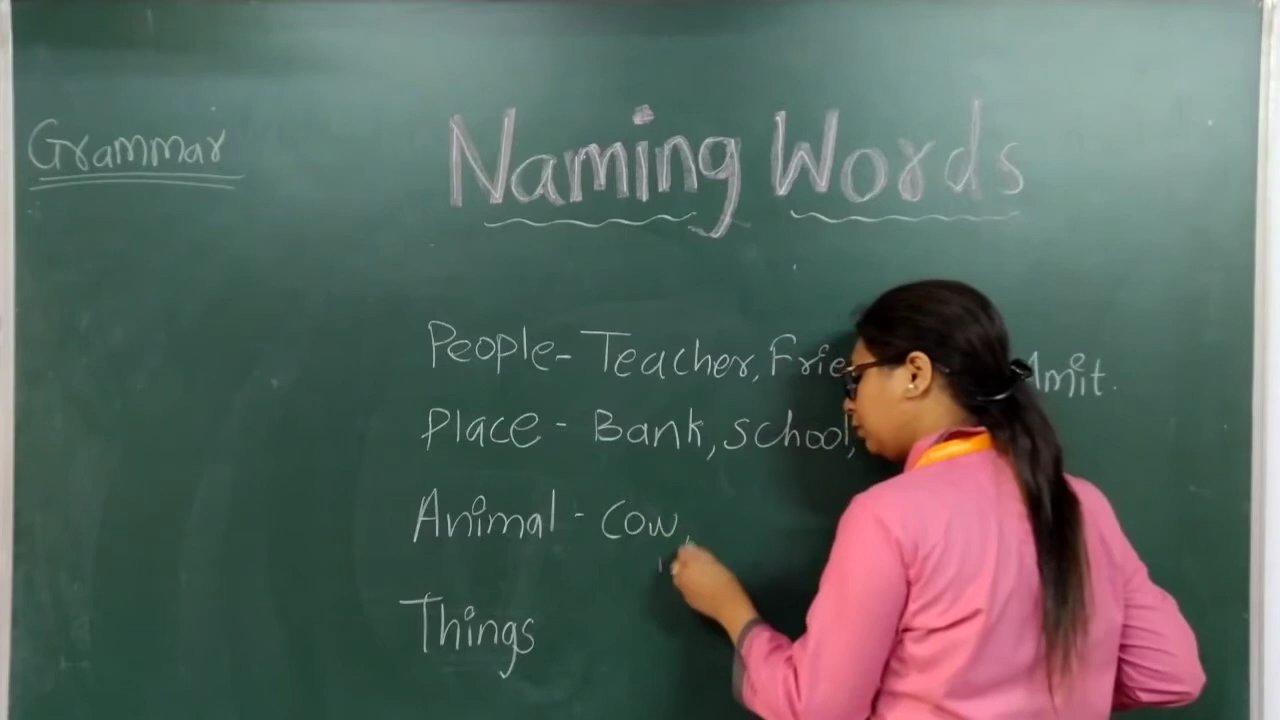 Grammar
Naming Words
People- Teacher, Amit.
Place - Bank, school,
Animal - Cow,
Things